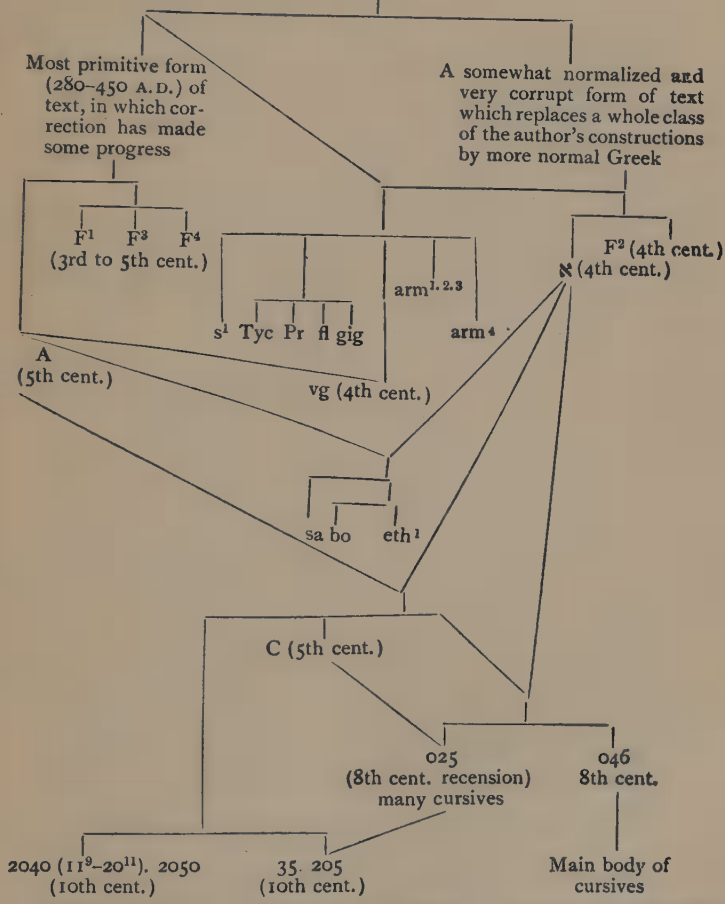 Most primitive form
(280–450 A.D.) of
text, in which cor-
rection has made
some progress
A somewhat normalized and
very corrupt form of text
which replaces a whole class
of the author's constructions
by more normal Greek
F¹ F³ F⁴
(3rd to 5th cent.)
F² (4th cent.)
א (4th cent.)
arm¹·²·³
s¹ Tyc Pr fl gig
arm⁴
A
(5th cent.)
vg (4th cent.)
sa bo eth¹
C (5th cent.)
025
(8th cent. recension)
many cursives
046
8th cent.
2040 (11⁹–20¹¹). 2050
(10th cent.)
35. 205
(10th cent.)
Main body of
cursives